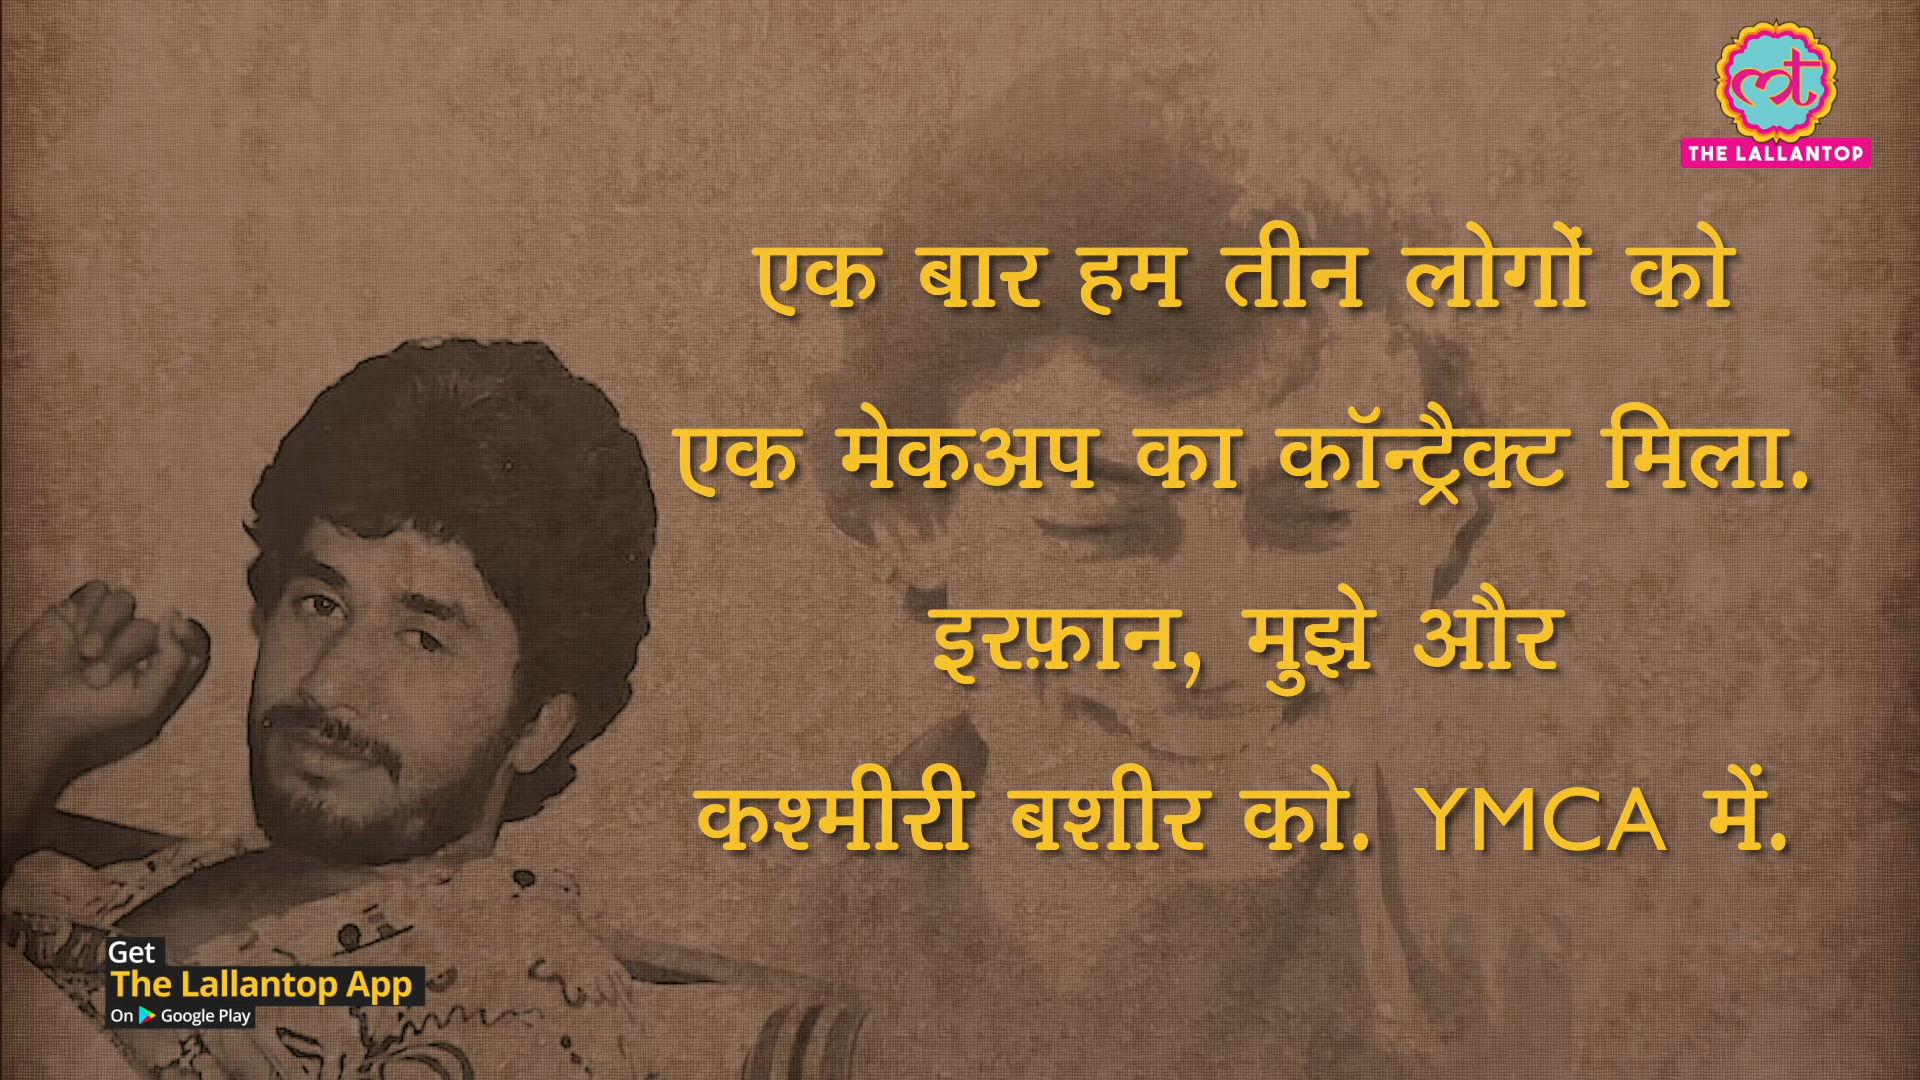 THE LALLANTOP
एक बार हम तीन लोगों को
एक मेकअप का कॉन्ट्रैक्ट मिला.
इरफ़ान, मुझे और
कश्मीरी बशीर को. YMCA में.
Get
The Lallantop App
On Google Play